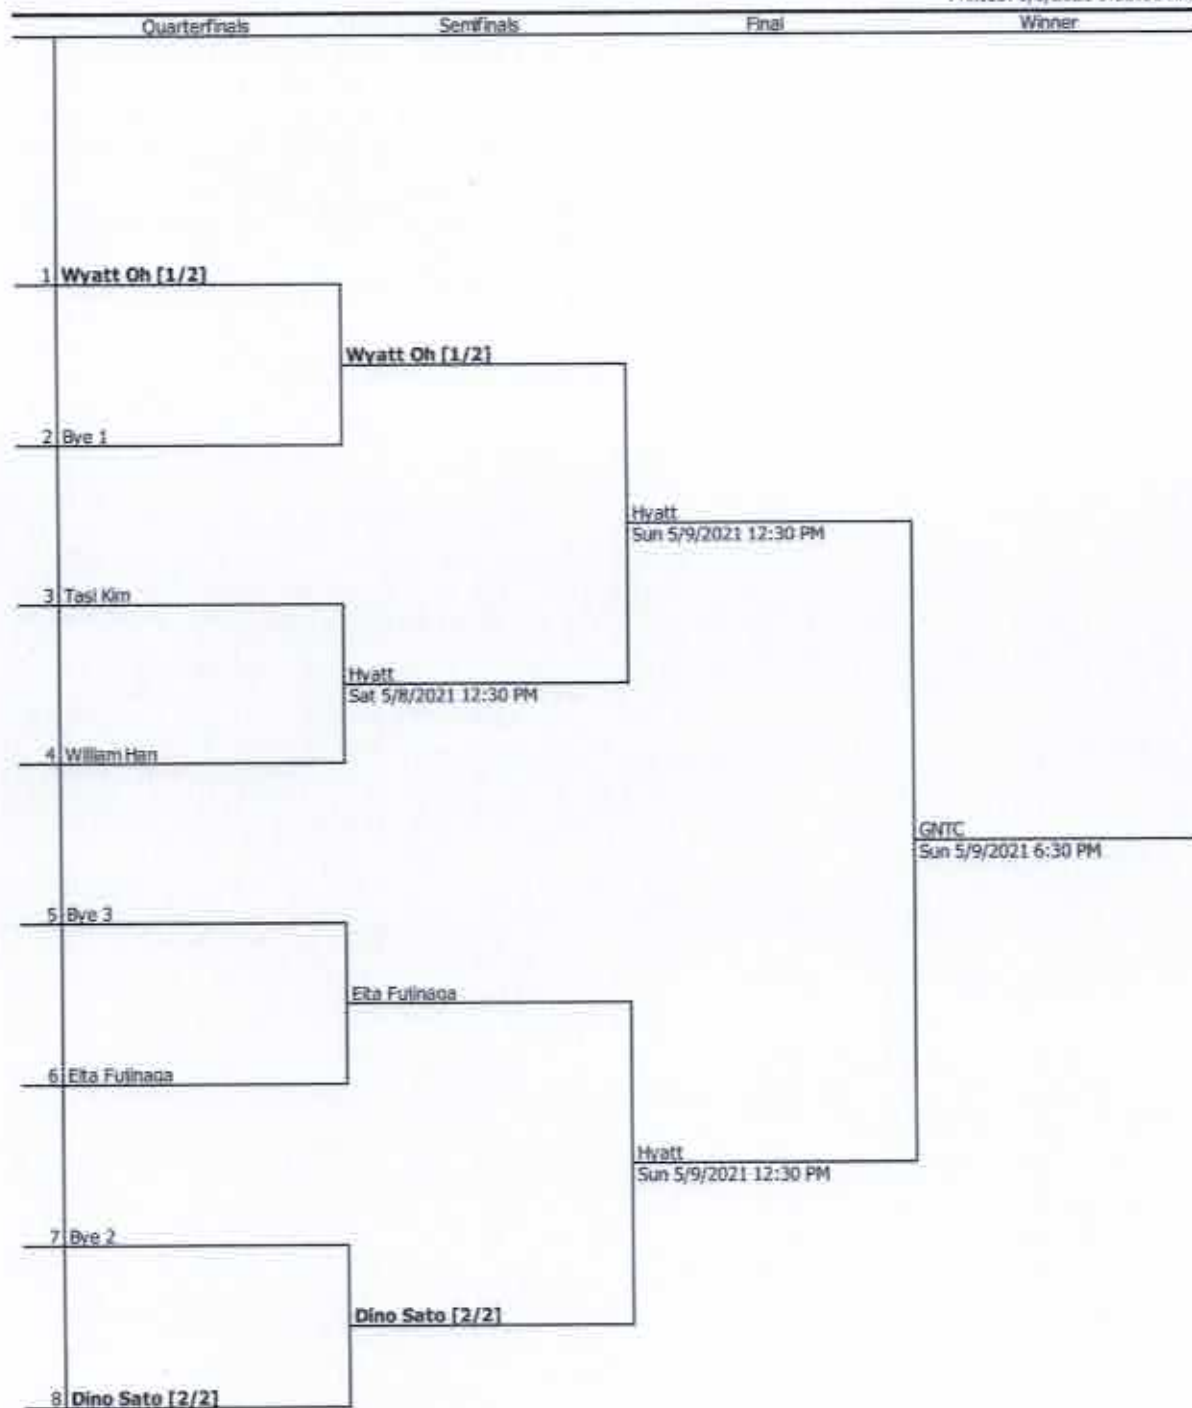 Quarterfinals Semifinals Final Winner
1 Wyatt Oh [1/2]
Wyatt Oh [1/2]
2 Bye 1
Hyatt
Sun 5/9/2021 12:30 PM
3 Tasi Kim
Hyatt
Sat 5/8/2021 12:30 PM
4 William Han
GNTC
Sun 5/9/2021 6:30 PM
5 Bye 3
Eita Fujinaga
6 Eita Fujinaga
Hyatt
Sun 5/9/2021 12:30 PM
7 Bye 2
Dino Sato [2/2]
8 Dino Sato [2/2]